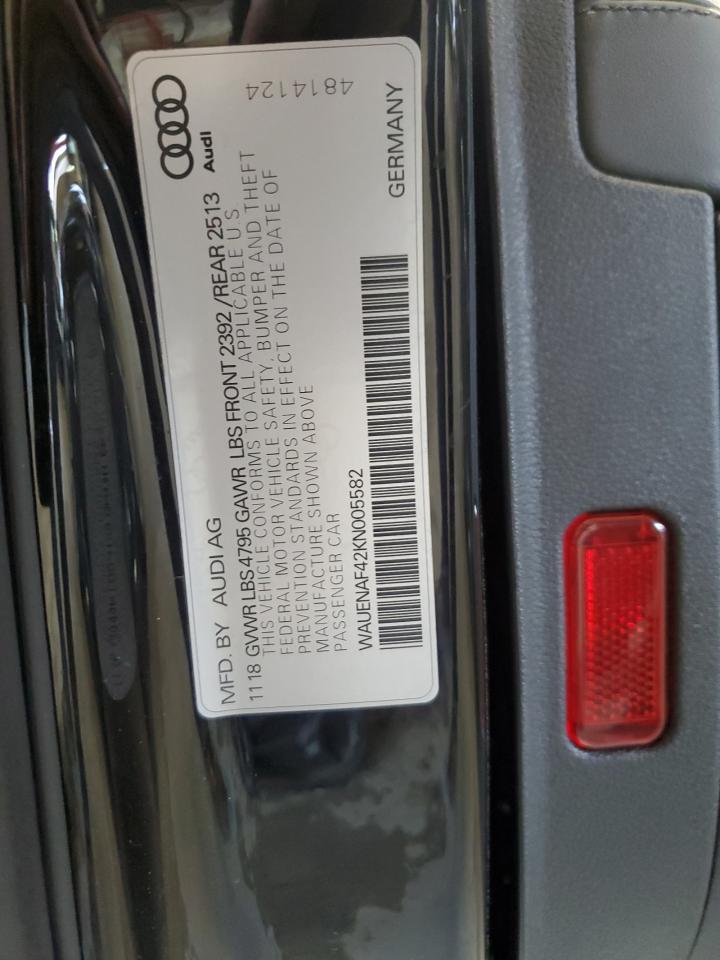 MFD. BY AUDI AG
Audi
11 18 GVWR LBS 4795 GAWR LBS FRONT 2392 /REAR 2513
THIS VEHICLE CONFORMS TO ALL APPLICABLE U.S
FEDERAL MOTOR VEHICLE SAFETY, BUMPER AND THEFT
PREVENTION STANDARDS IN EFFECT ON THE DATE OF
MANUFACTURE SHOWN ABOVE
PASSENGER CAR
4814124
WAUENAF42KN005582
GERMANY